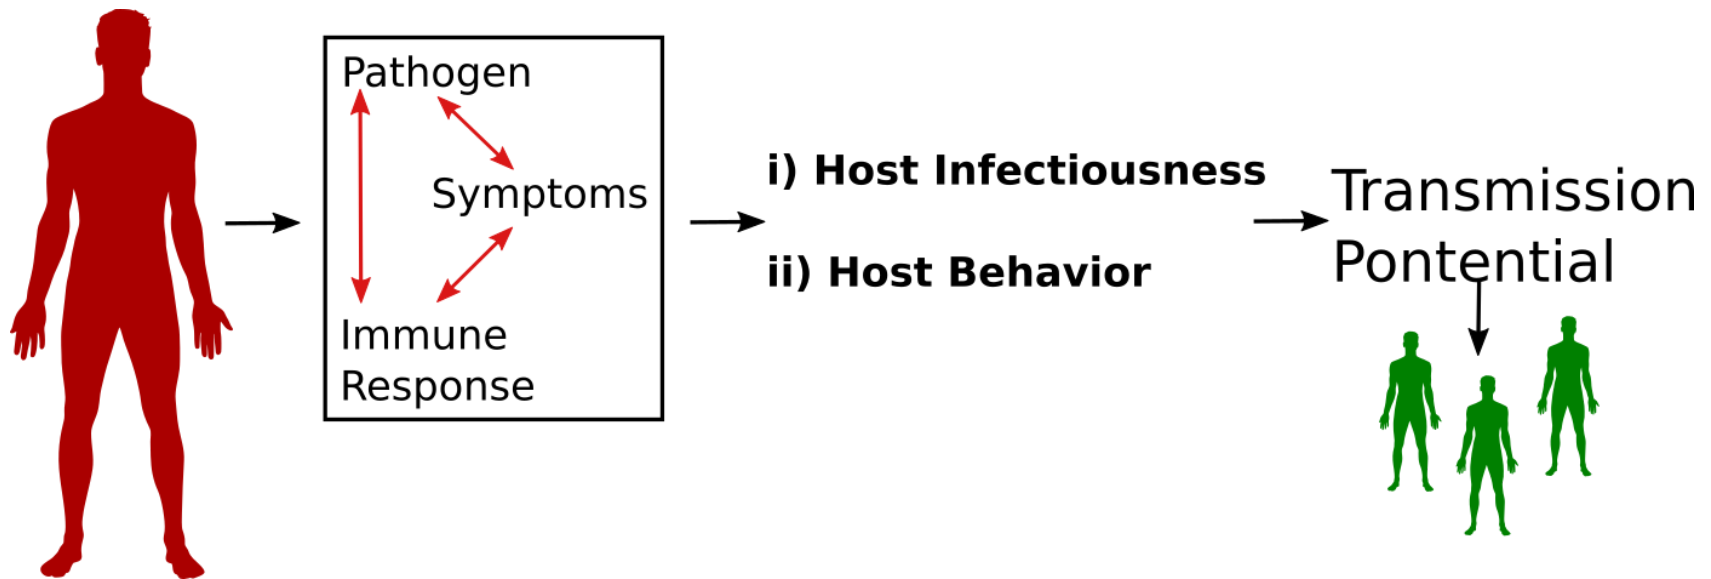 Pathogen
Symptoms
Immune
Response
i) Host Infectiousness
ii) Host Behavior
Transmission
Pontential